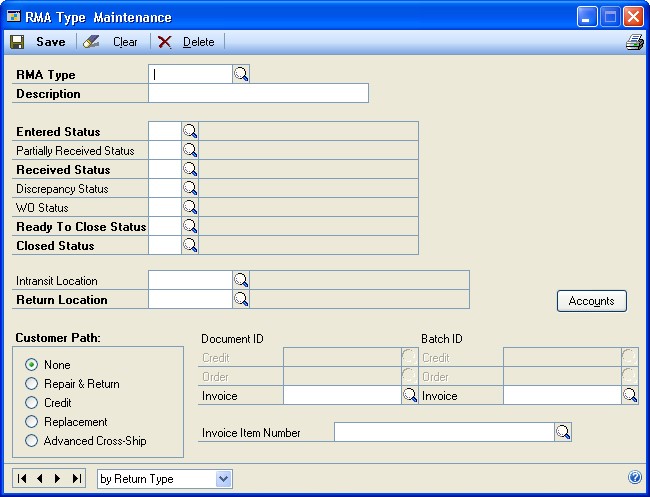 RMA Type Maintenance
Save Clear Delete
RMA Type
Description
Entered Status
Partially Received Status
Received Status
Discrepancy Status
WO Status
Ready To Close Status
Closed Status
Intransit Location
Return Location
Accounts
Customer Path:
None
Repair & Return
Credit
Replacement
Advanced Cross-Ship
Document ID Batch ID
Credit Credit
Order Order
Invoice Invoice
Invoice Item Number
by Return Type